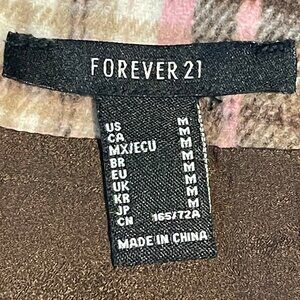 FOREVER 21
US M
CA M
MX/ECU M
BR M
EU M
UK M
KR M
JP M
CN 165/72A
MADE IN CHINA